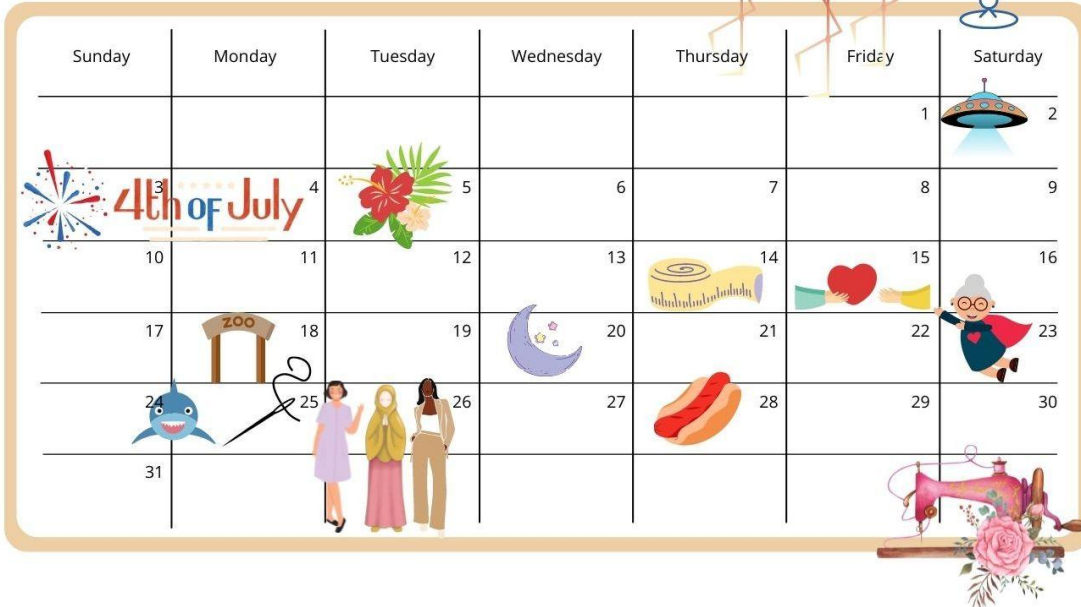 Sunday Monday Tuesday Wednesday Thursday Friday Saturday
1 2
3 4 5 6 7 8 9
4th of July
10 11 12 13 14 15 16
17 18 19 20 21 22 23
ZOO
24 25 26 27 28 29 30
31